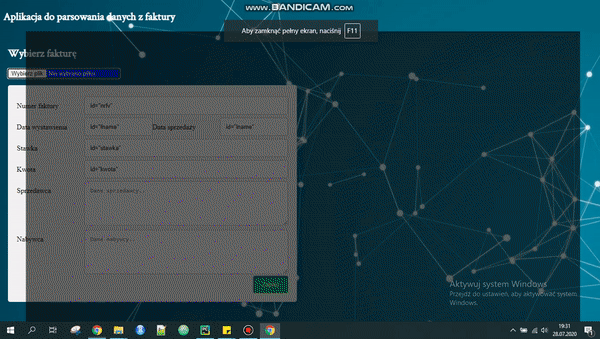 www.BANDICAM.com
Aplikacja do parsowania danych z faktury
Aby zamknąć pełny ekran, naciśnij F11
Wybierz fakturę
Wybierz plik Nie wybrano pliku
Numer faktury id="nrfv"
Data wystawienia id="fname" Data sprzedaży id="lname"
Stawka id="stawka"
Kwota id="kwota"
Sprzedawca Dane sprzedawcy..
Nabywca Dane nabywcy..
Aktywuj system Windows
Przejdź do ustawień, aby aktywować system
Windows.
19:31
28.07.2020